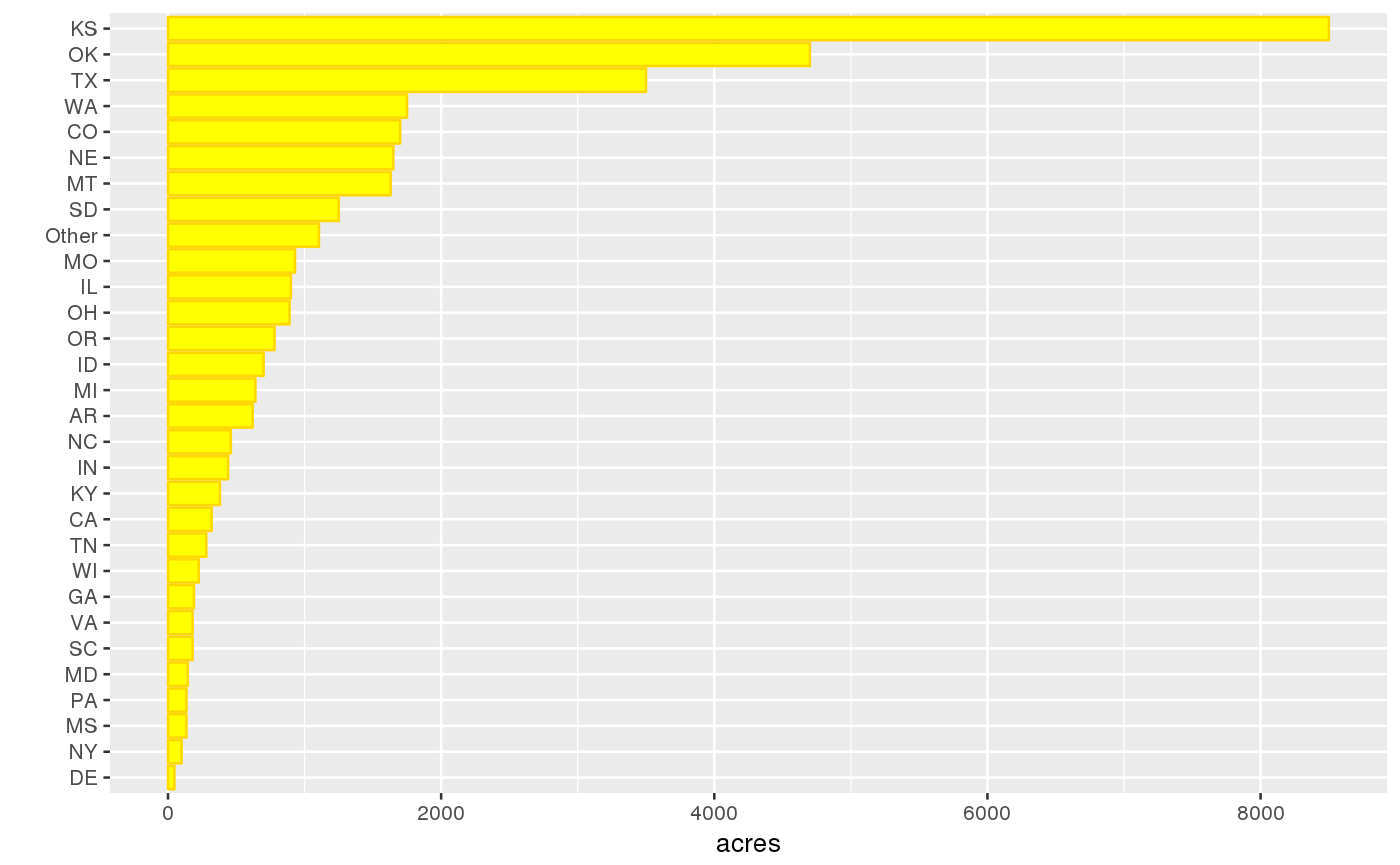 KS
OK
TX
WA
CO
NE
MT
SD
Other
MO
IL
OH
OR
ID
MI
AR
NC
IN
KY
CA
TN
WI
GA
VA
SC
MD
PA
MS
NY
DE
0 2000 4000 6000 8000
acres